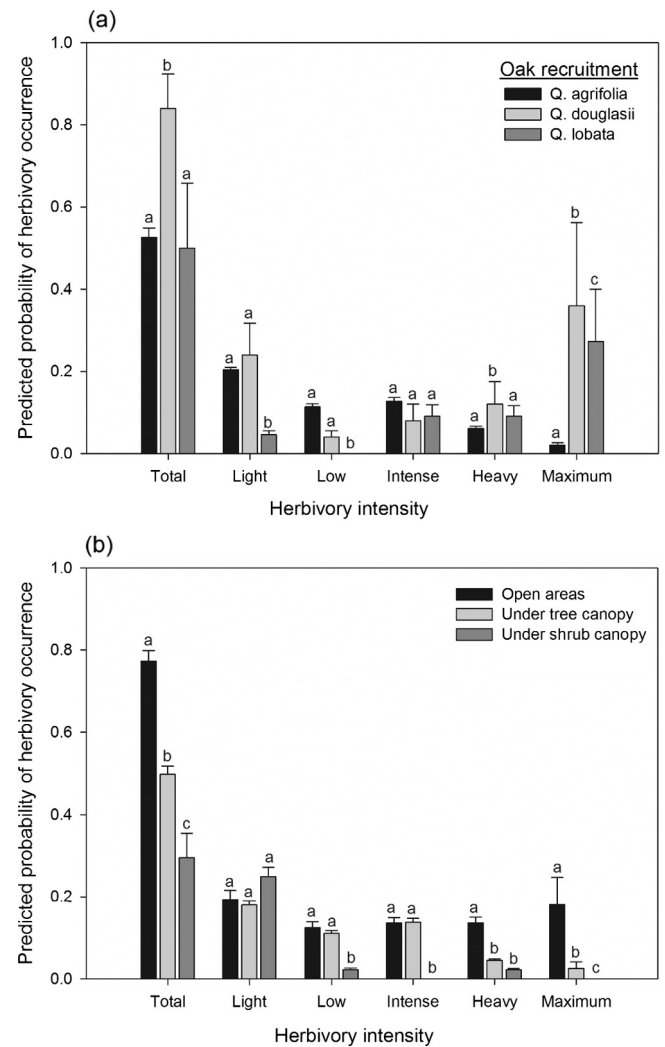 (a)
Predicted probability of herbivory occurrence
1.0
0.8
0.6
0.4
0.2
0.0
Oak recruitment
Q. agrifolia
Q. douglasii
Q. lobata
a b a
a a b
a a b
a a a
a b a
a b c
Total Light Low Intense Heavy Maximum
Herbivory intensity
(b)
Predicted probability of herbivory occurrence
1.0
0.8
0.6
0.4
0.2
0.0
Open areas
Under tree canopy
Under shrub canopy
a b c
a a a
a a b
a a b
a b b
a b c
Total Light Low Intense Heavy Maximum
Herbivory intensity